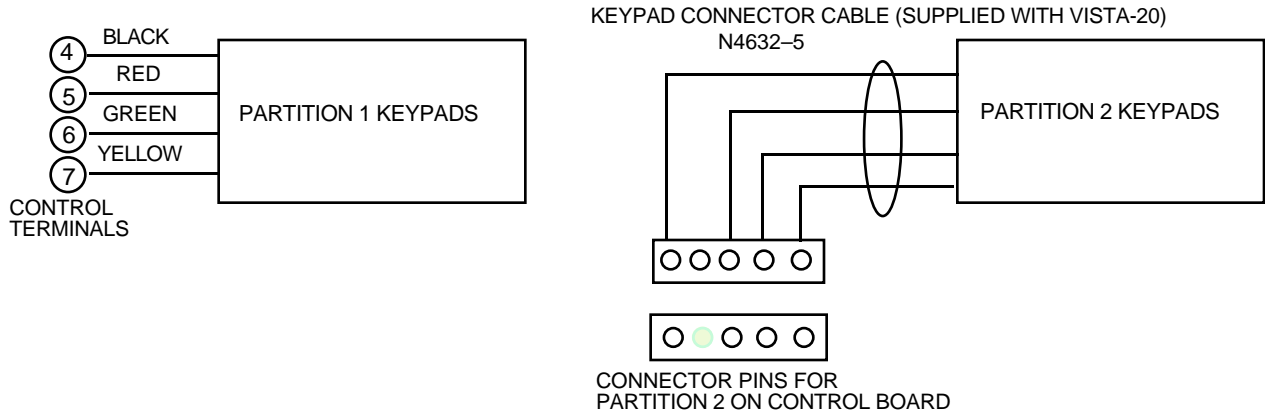 KEYPAD CONNECTOR CABLE (SUPPLIED WITH VISTA-20)
N4632–5
4
BLACK
5
RED
6
GREEN
7
YELLOW
PARTITION 1 KEYPADS
CONTROL
TERMINALS
PARTITION 2 KEYPADS
CONNECTOR PINS FOR
PARTITION 2 ON CONTROL BOARD